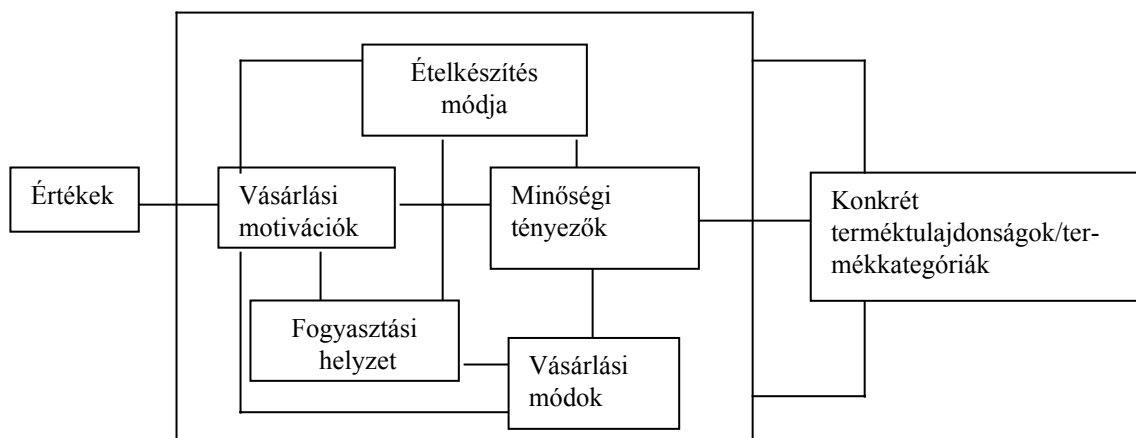 Ételkészítés
módja
Értékek
Vásárlási
motivációk
Minőségi
tényezők
Konkrét
terméktulajdonságok/ter-
mékkategóriák
Fogyasztási
helyzet
Vásárlási
módok